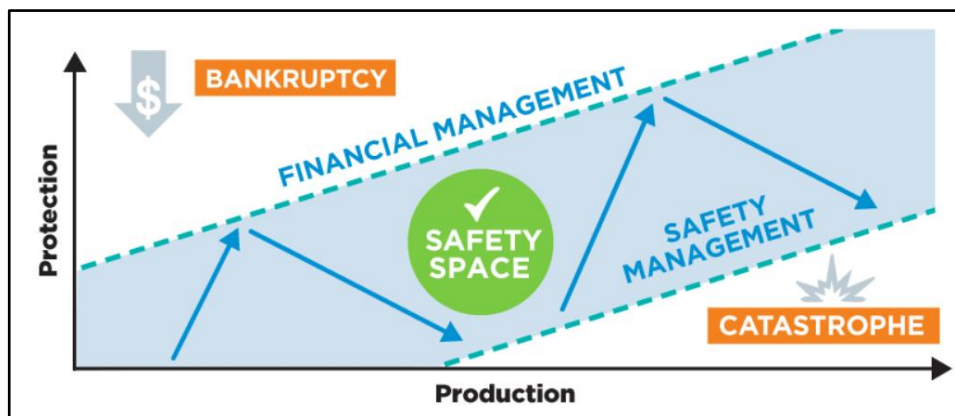 $
BANKRUPTCY
FINANCIAL MANAGEMENT
SAFETY
SPACE
SAFETY
MANAGEMENT
CATASTROPHE
Protection
Production